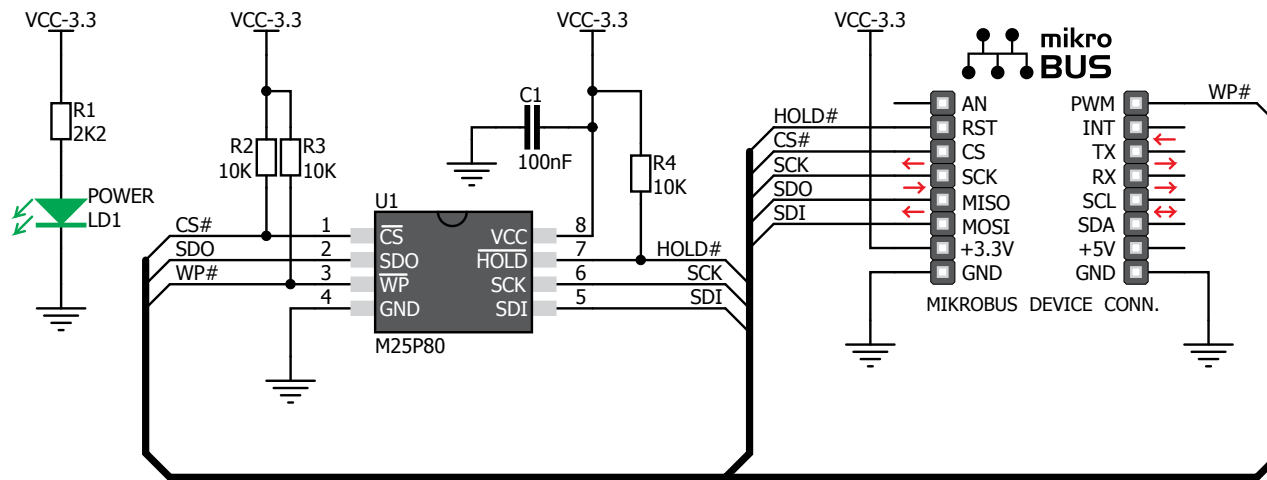 VCC-3.3
VCC-3.3
VCC-3.3
VCC-3.3
mikro
BUS
R1
2K2
POWER
LD1
R2
10K
R3
10K
C1
100nF
R4
10K
U1
CS#
SDO
WP#
1
2
3
4
CS
SDO
WP
GND
VCC
HOLD
SCK
SDI
8
7
6
5
HOLD#
SCK
SDI
M25P80
HOLD#
CS#
SCK
SDO
SDI
AN
RST
CS
SCK
MISO
MOSI
+3.3V
GND
PWM
INT
TX
RX
SCL
SDA
+5V
GND
WP#
MIKROBUS DEVICE CONN.